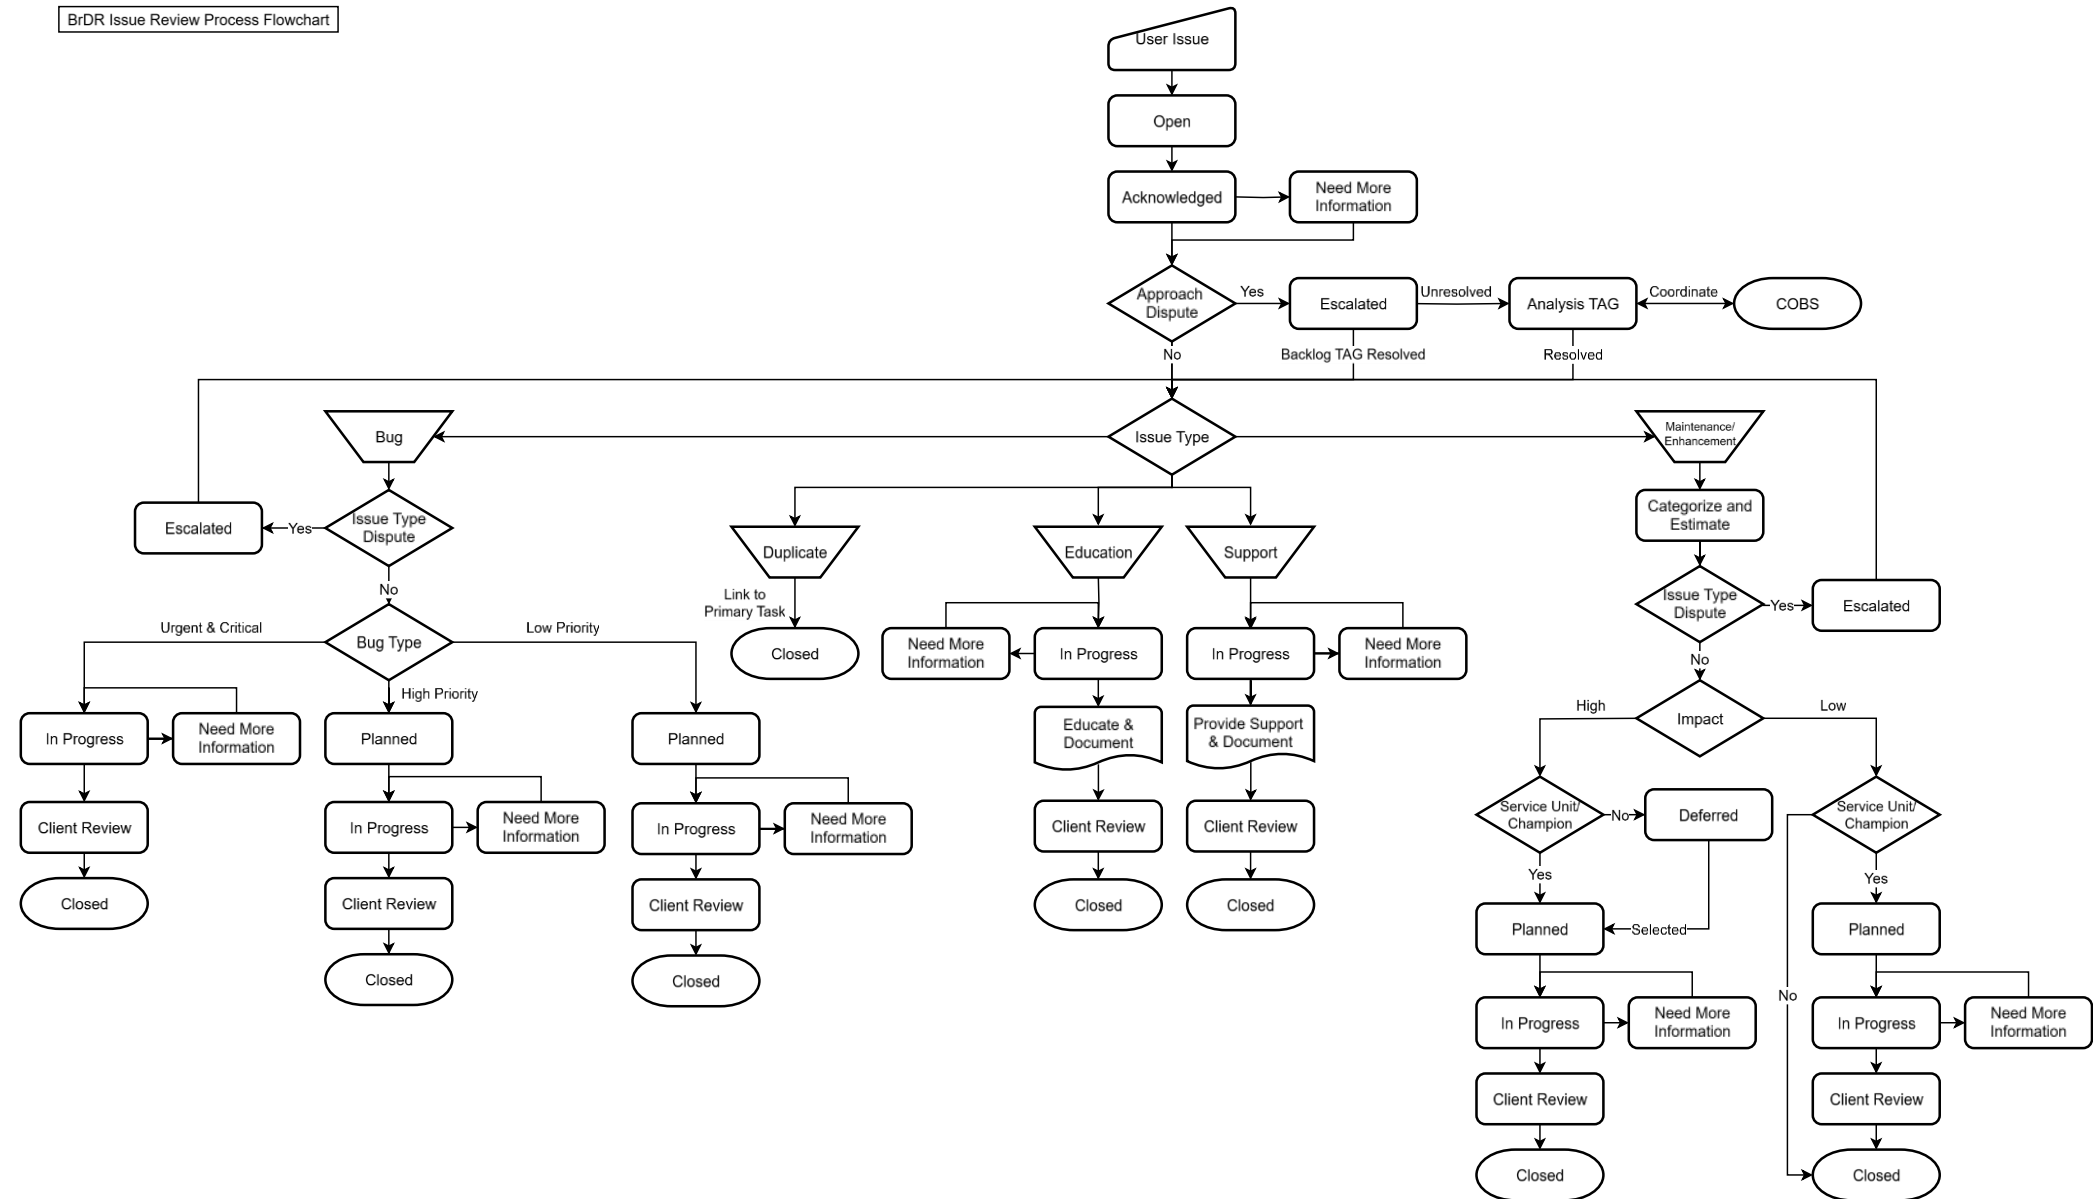 BrDR Issue Review Process Flowchart
User Issue
Open
Acknowledged
Need More
Information
Approach
Dispute
Yes
Escalated
Unresolved
Analysis TAG
Coordinate
COBS
No
Backlog TAG Resolved
Resolved
Bug
Issue Type
Maintenance/
Enhancement
Escalated
Yes
Issue Type
Dispute
No
Urgent & Critical
Bug Type
Low Priority
High Priority
In Progress
Need More
Information
Client Review
Closed
Planned
In Progress
Need More
Information
Client Review
Closed
Planned
In Progress
Need More
Information
Client Review
Closed
Duplicate
Link to
Primary Task
Closed
Education
Need More
Information
In Progress
Educate &
Document
Client Review
Closed
Support
In Progress
Need More
Information
Provide Support
& Document
Client Review
Closed
Categorize and
Estimate
Issue Type
Dispute
Yes
Escalated
No
High
Impact
Low
Service Unit/
Champion
No
Deferred
Yes
Planned
Selected
In Progress
Need More
Information
Client Review
Closed
Service Unit/
Champion
Yes
No
Planned
In Progress
Need More
Information
Client Review
Closed